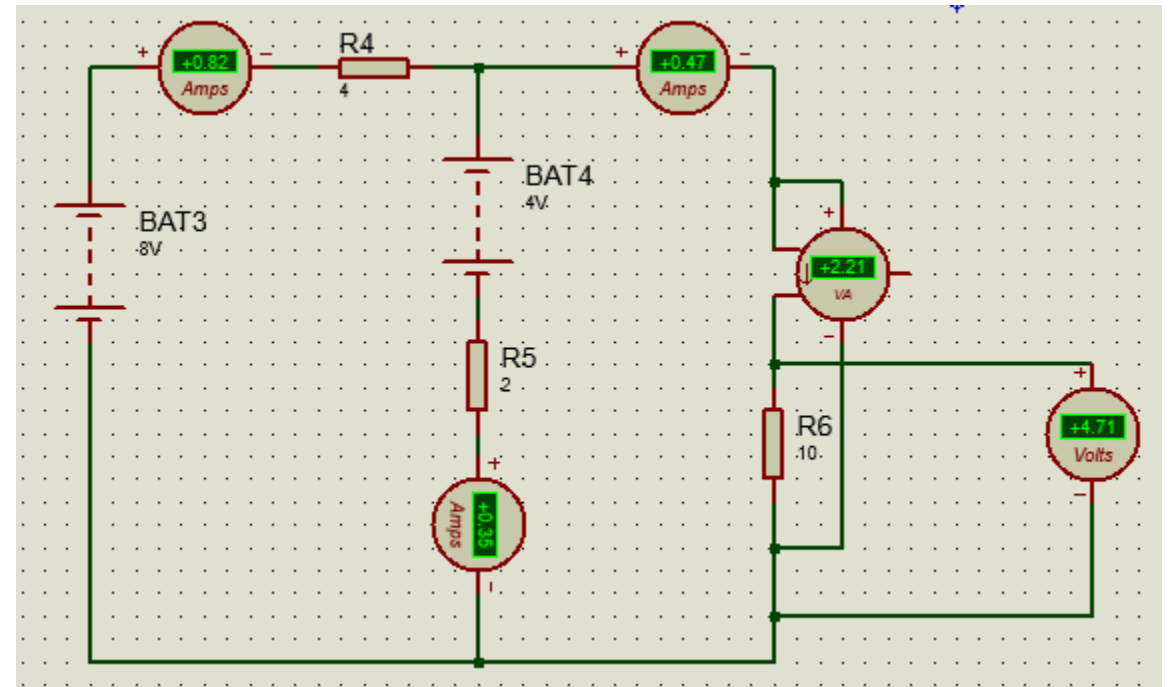 R4
+0.82
Amps
4
+0.47
Amps
BAT3
8V
BAT4
4V
+2.21
VA
R5
2
R6
10
+4.71
Volts
+0.35
Amps